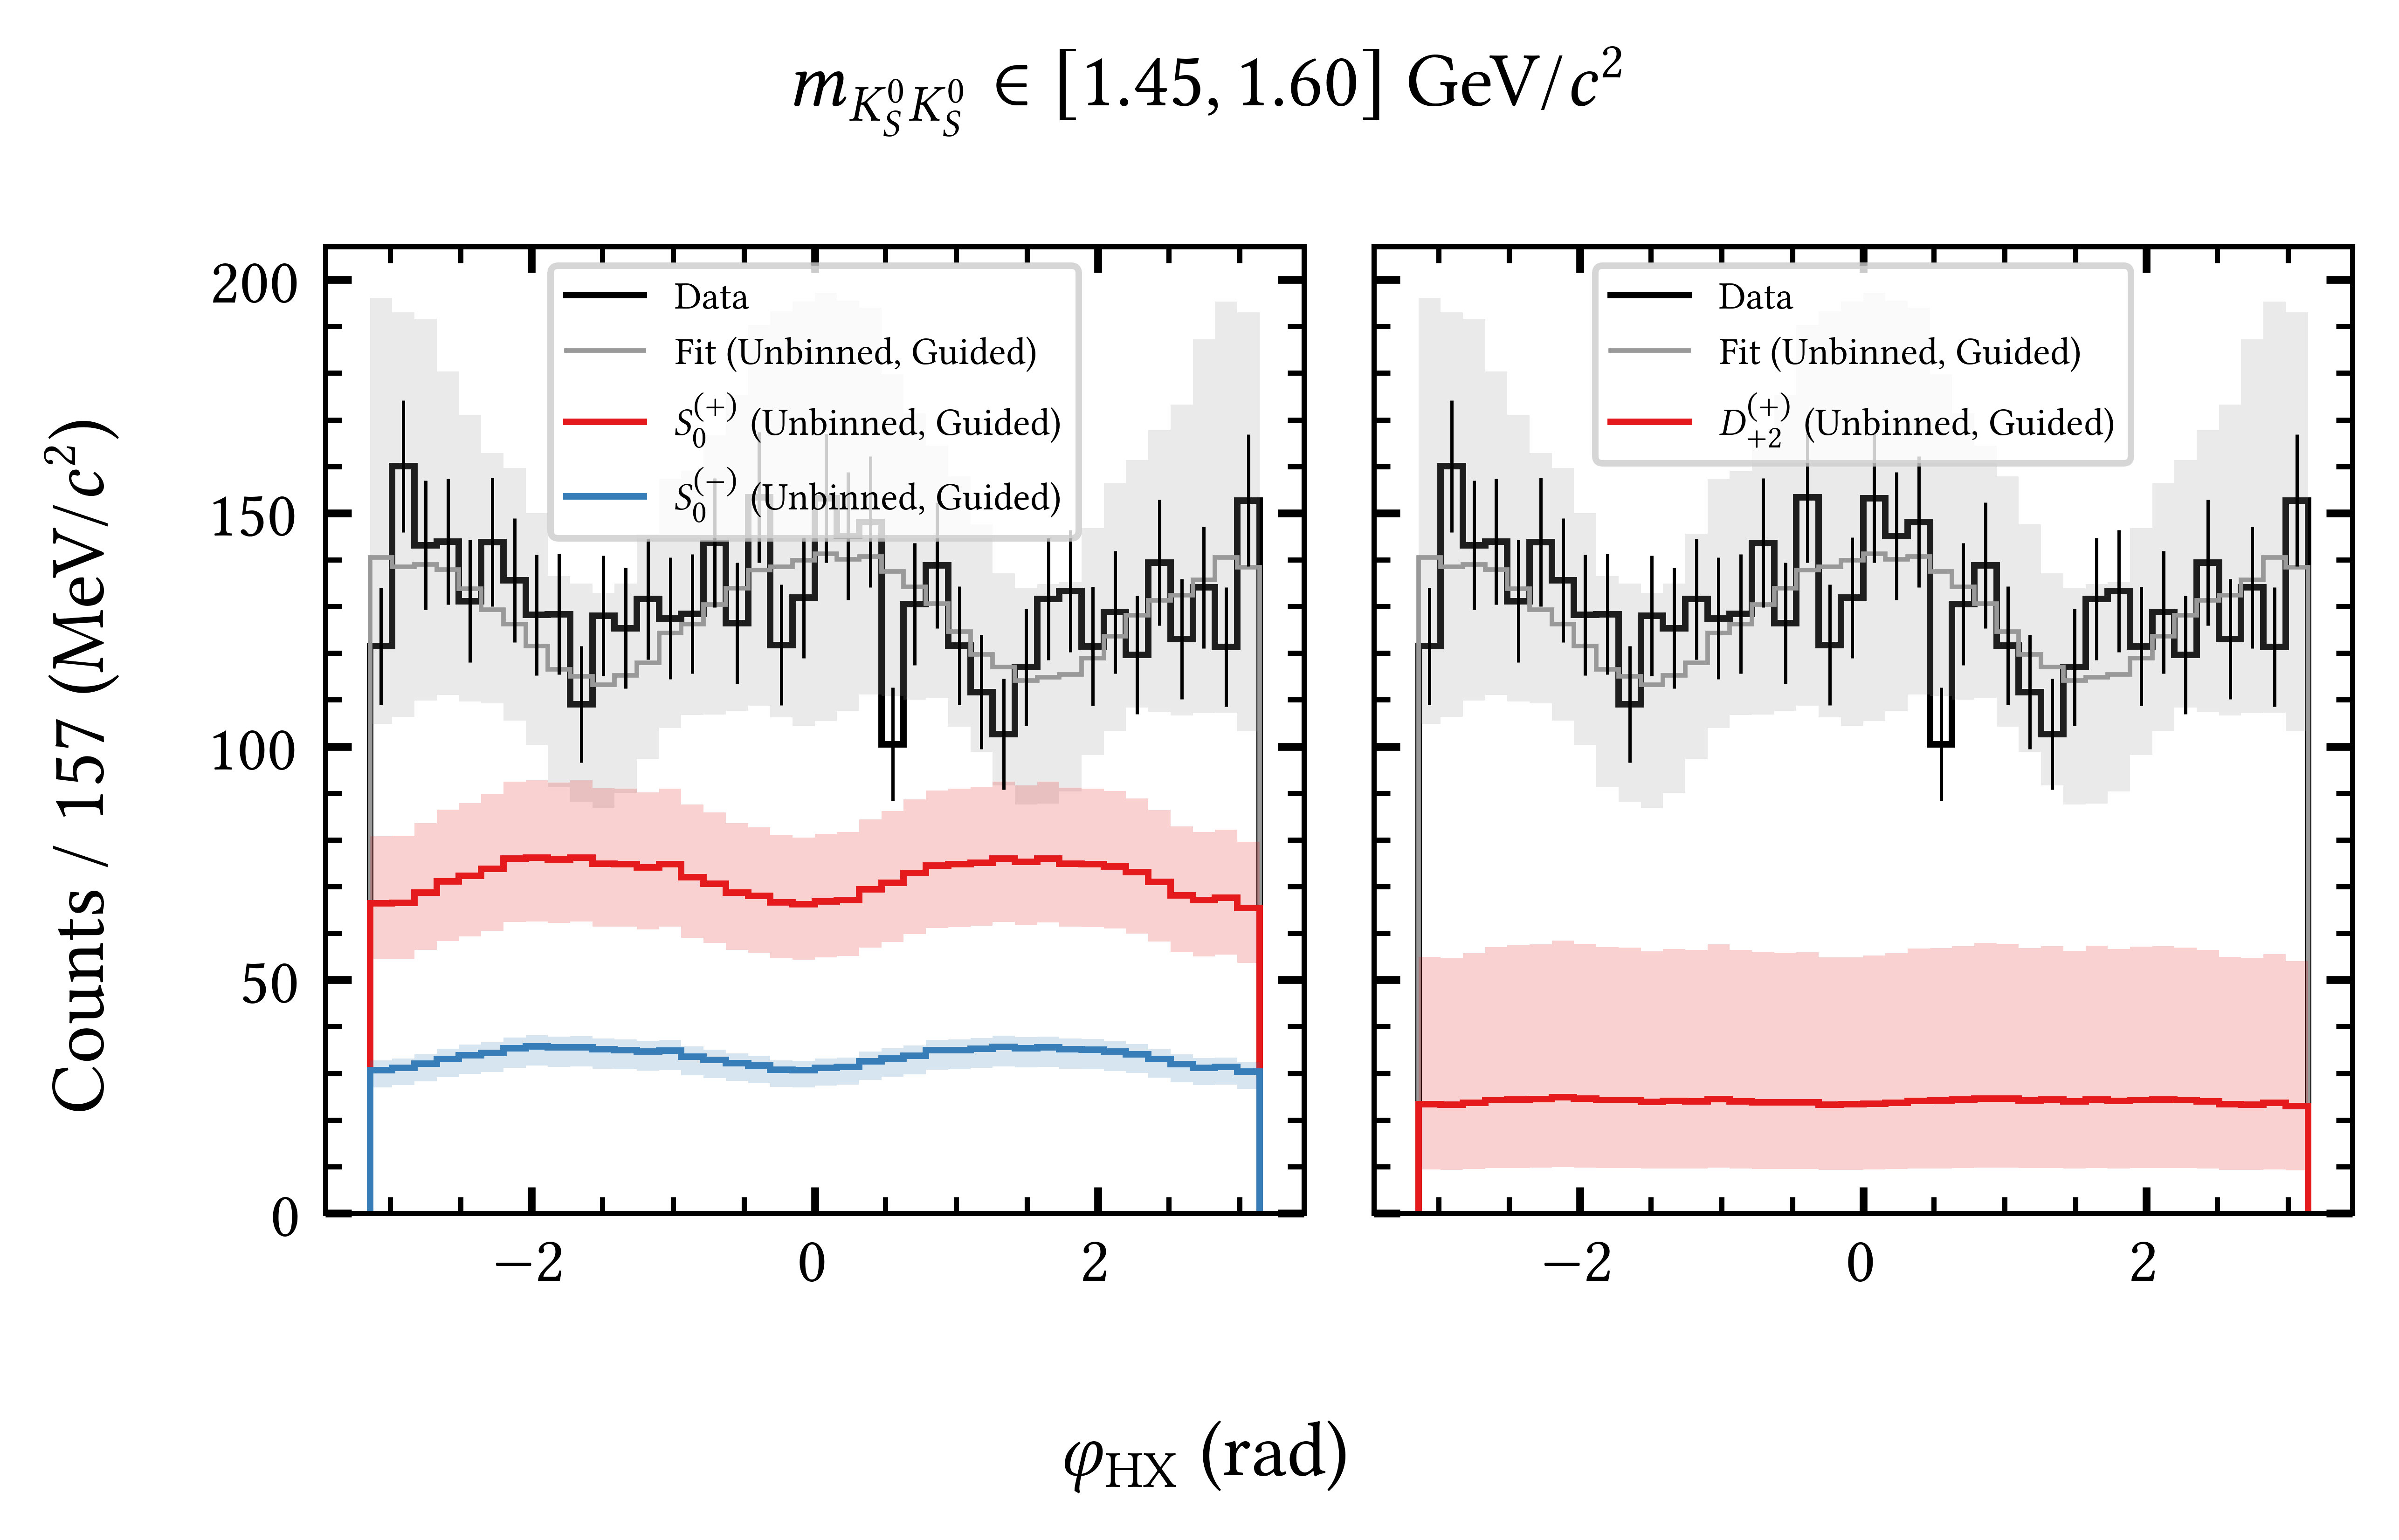 m_{K_S^0 K_S^0} ∈ [1.45, 1.60] GeV/c²
Counts / 157 (MeV/c²)
200
150
100
50
0
Data
Fit (Unbinned, Guided)
S_0^{(+)} (Unbinned, Guided)
S_0^{(−)} (Unbinned, Guided)
−2
0
2
Data
Fit (Unbinned, Guided)
D_{+2}^{(+)} (Unbinned, Guided)
−2
0
2
φ_{HX} (rad)